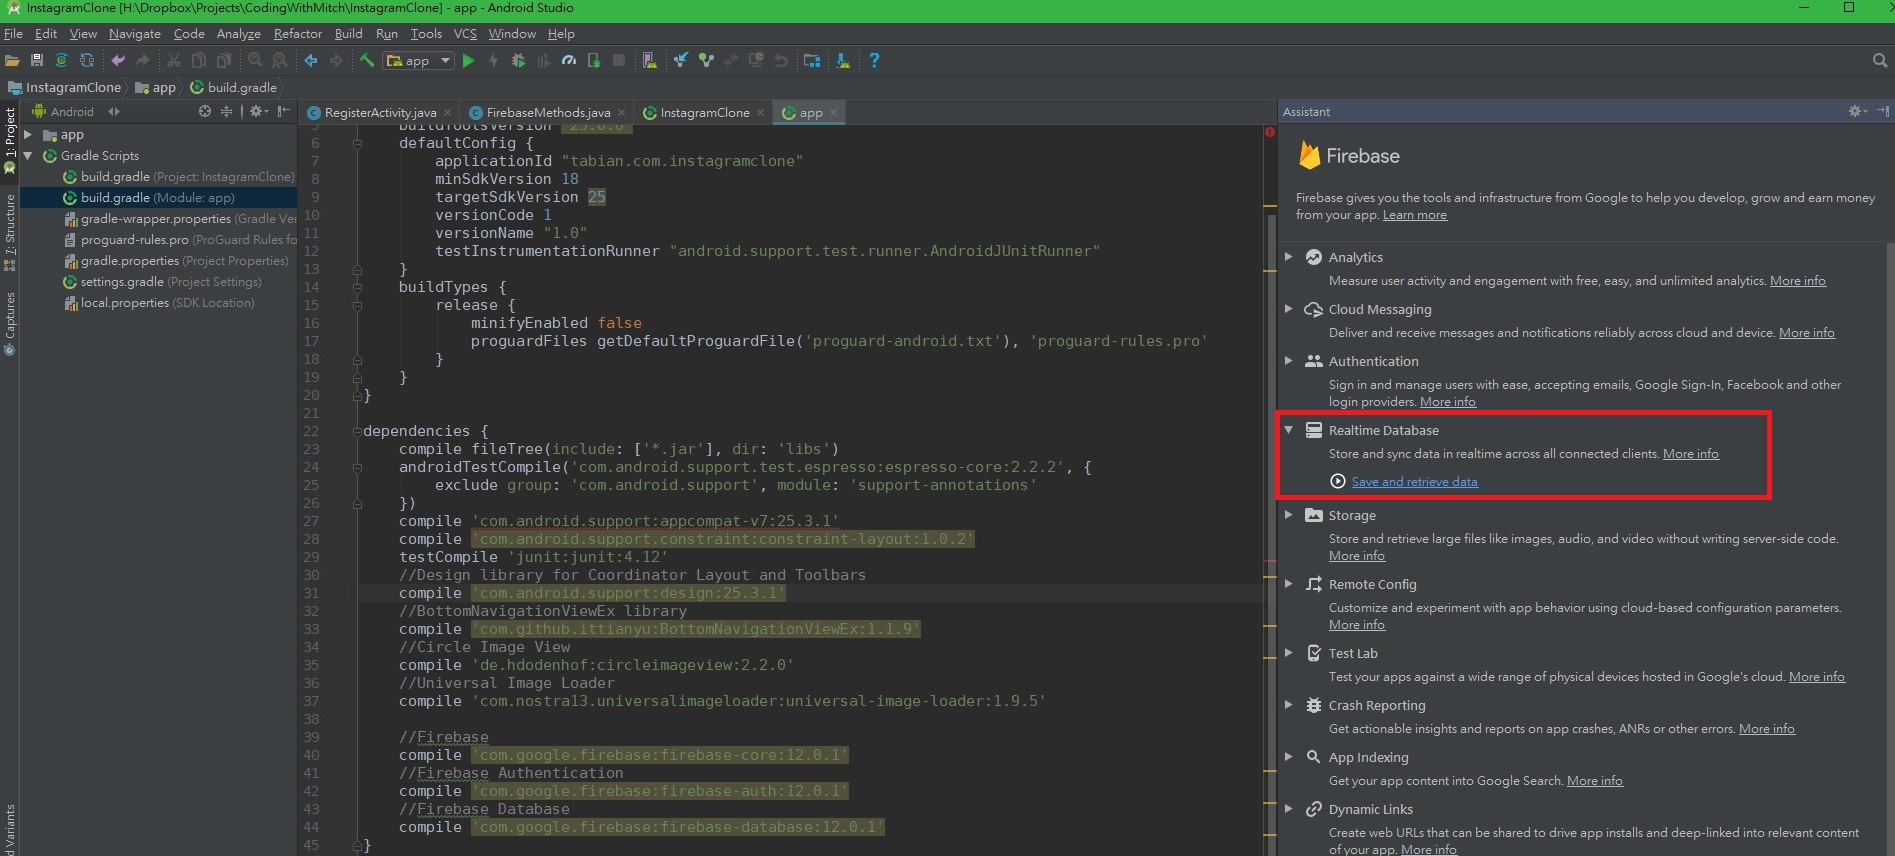 InstagramClone [H:\Dropbox\Projects\CodingWithMitch\InstagramClone] - app - Android Studio
File Edit View Navigate Code Analyze Refactor Build Run Tools VCS Window Help
app
InstagramClone app build.gradle
1: Project
7: Structure
Captures
d Variants
Android
app
Gradle Scripts
build.gradle (Project: InstagramClone)
build.gradle (Module: app)
gradle-wrapper.properties (Gradle Ver
proguard-rules.pro (ProGuard Rules fo
gradle.properties (Project Properties)
settings.gradle (Project Settings)
local.properties (SDK Location)
RegisterActivity.java FirebaseMethods.java InstagramClone app
5 buildToolsVersion "25.0.0"
6 defaultConfig {
7 applicationId "tabian.com.instagramclone"
8 minSdkVersion 18
9 targetSdkVersion 25
10 versionCode 1
11 versionName "1.0"
12 testInstrumentationRunner "android.support.test.runner.AndroidJUnitRunner"
13 }
14 buildTypes {
15 release {
16 minifyEnabled false
17 proguardFiles getDefaultProguardFile('proguard-android.txt'), 'proguard-rules.pro'
18 }
19 }
20 }
21
22 dependencies {
23 compile fileTree(include: ['*.jar'], dir: 'libs')
24 androidTestCompile('com.android.support.test.espresso:espresso-core:2.2.2', {
25 exclude group: 'com.android.support', module: 'support-annotations'
26 })
27 compile 'com.android.support:appcompat-v7:25.3.1'
28 compile 'com.android.support.constraint:constraint-layout:1.0.2'
29 testCompile 'junit:junit:4.12'
30 //Design library for Coordinator Layout and Toolbars
31 compile 'com.android.support:design:25.3.1'
32 //BottomNavigationViewEx library
33 compile 'com.github.ittianyu:BottomNavigationViewEx:1.1.9'
34 //Circle Image View
35 compile 'de.hdodenhof:circleimageview:2.2.0'
36 //Universal Image Loader
37 compile 'com.nostra13.universalimageloader:universal-image-loader:1.9.5'
38
39 //Firebase
40 compile 'com.google.firebase:firebase-core:12.0.1'
41 //Firebase Authentication
42 compile 'com.google.firebase:firebase-auth:12.0.1'
43 //Firebase Database
44 compile 'com.google.firebase:firebase-database:12.0.1'
45 }
Assistant
Firebase
Firebase gives you the tools and infrastructure from Google to help you develop, grow and earn money
from your app. Learn more
Analytics
Measure user activity and engagement with free, easy, and unlimited analytics. More info
Cloud Messaging
Deliver and receive messages and notifications reliably across cloud and device. More info
Authentication
Sign in and manage users with ease, accepting emails, Google Sign-In, Facebook and other
login providers. More info
Realtime Database
Store and sync data in realtime across all connected clients. More info
Save and retrieve data
Storage
Store and retrieve large files like images, audio, and video without writing server-side code.
More info
Remote Config
Customize and experiment with app behavior using cloud-based configuration parameters.
More info
Test Lab
Test your apps against a wide range of physical devices hosted in Google's cloud. More info
Crash Reporting
Get actionable insights and reports on app crashes, ANRs or other errors. More info
App Indexing
Get your app content into Google Search. More info
Dynamic Links
Create web URLs that can be shared to drive app installs and deep-linked into relevant content
of your app. More info